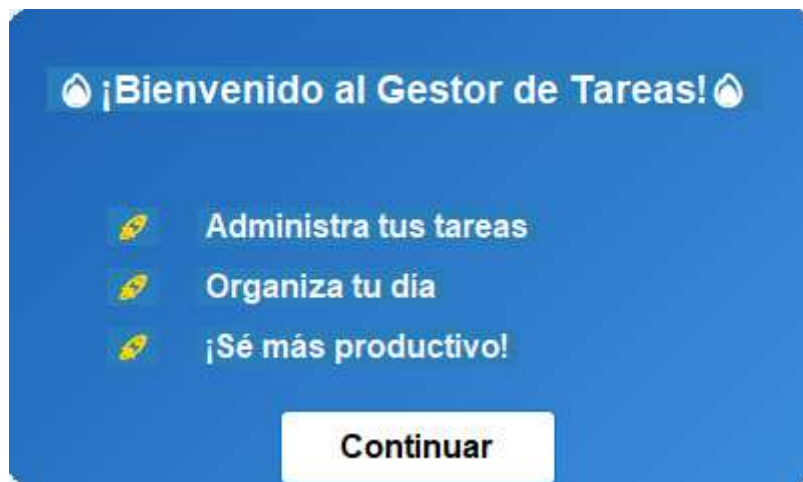 🔥¡Bienvenido al Gestor de Tareas!🔥
🚀 Administra tus tareas
🚀 Organiza tu día
🚀 ¡Sé más productivo!
Continuar